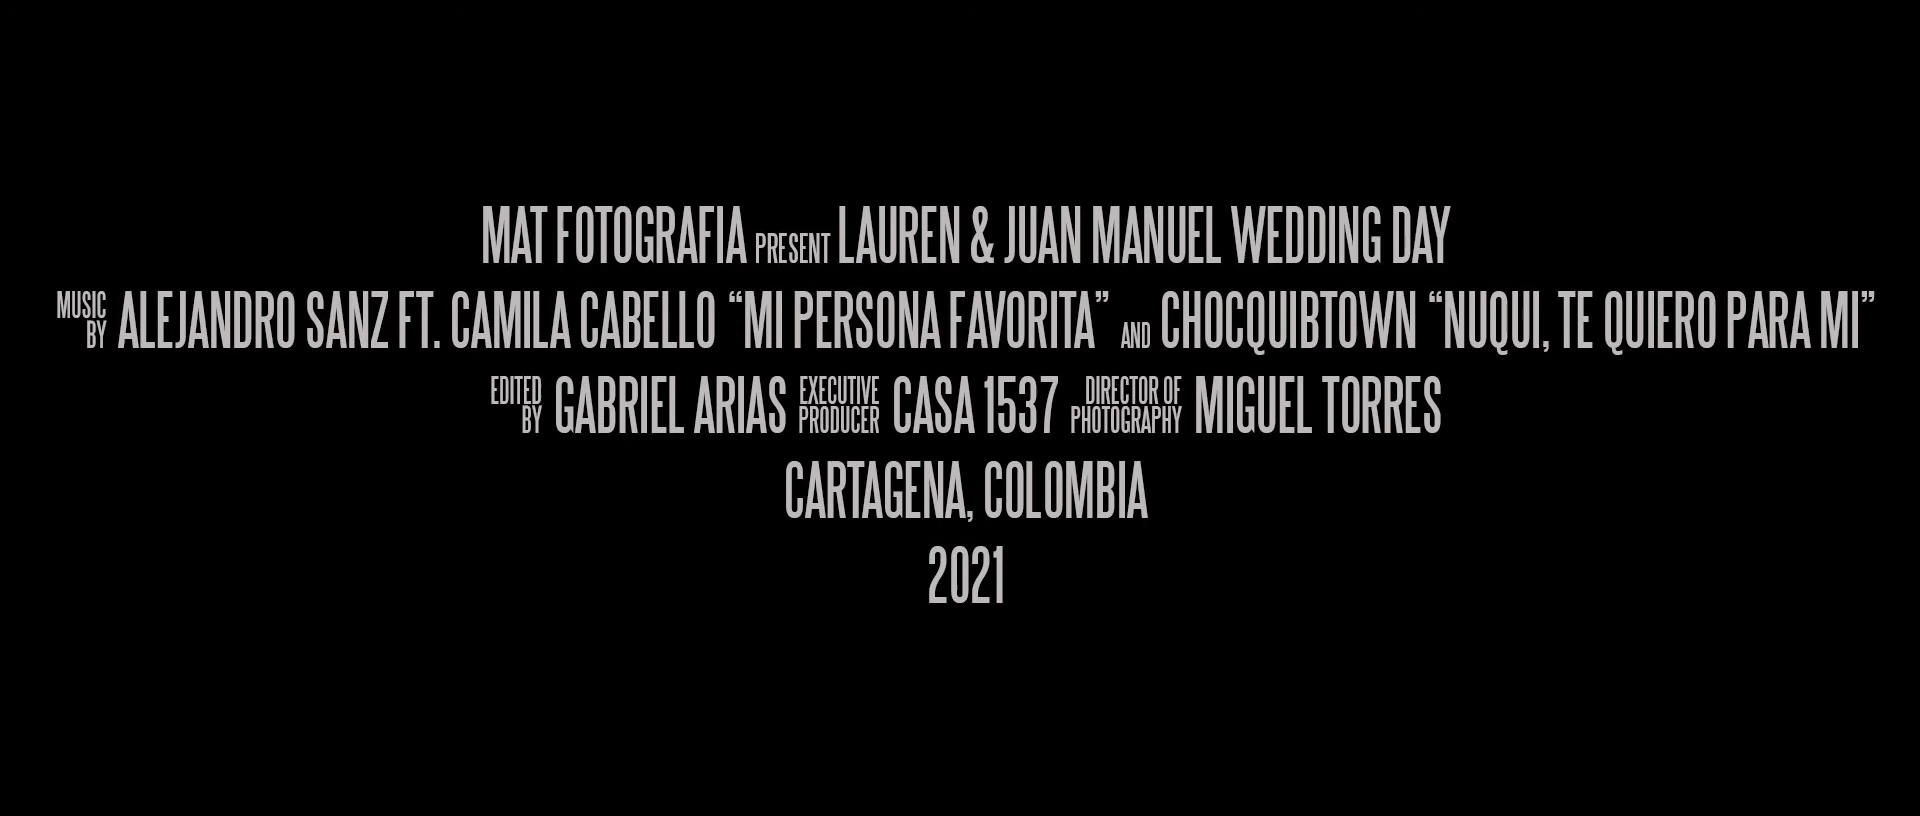 MAT FOTOGRAFIA PRESENT LAUREN & JUAN MANUEL WEDDING DAY
MUSIC BY ALEJANDRO SANZ FT. CAMILA CABELLO “MI PERSONA FAVORITA” AND CHOCQUIBTOWN “NUQUI, TE QUIERO PARA MI”
EDITED BY GABRIEL ARIAS EXECUTIVE PRODUCER CASA 1537 DIRECTOR OF PHOTOGRAPHY MIGUEL TORRES
CARTAGENA, COLOMBIA
2021